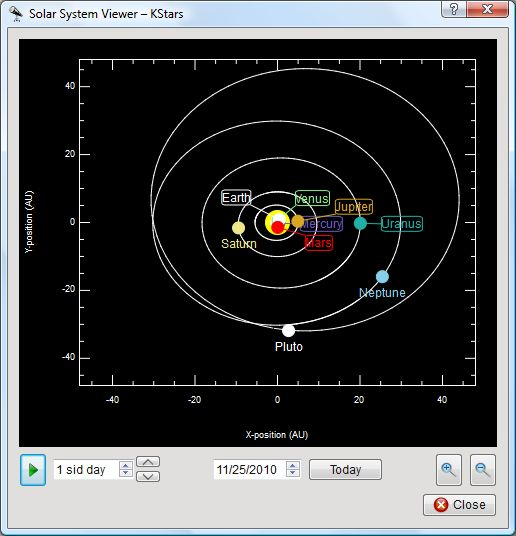 Solar System Viewer – KStars
?
Y-position (AU)
40
20
0
-20
-40
Earth
Venus
Jupiter
Mercury
Uranus
Saturn
Mars
Neptune
Pluto
-40
-20
0
20
40
X-position (AU)
1 sid day
11/25/2010
Today
Close